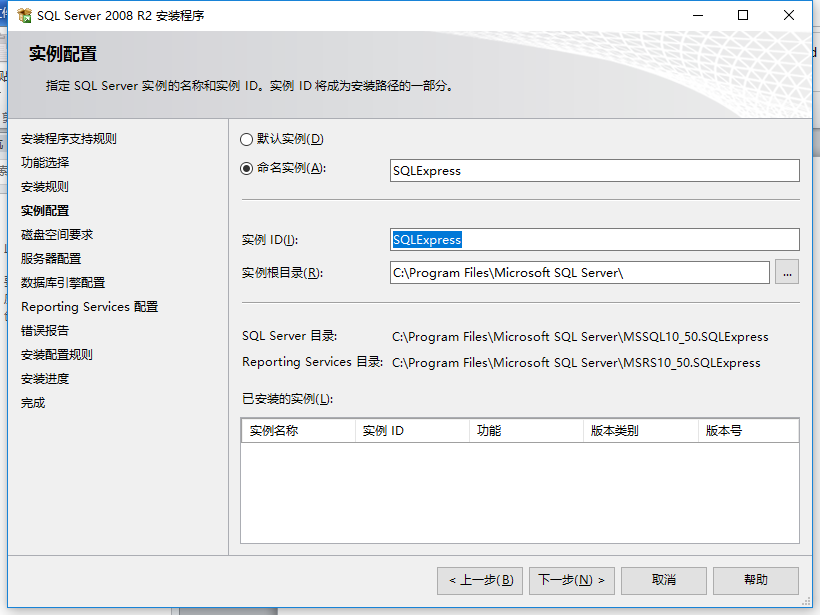 SQL Server 2008 R2 安装程序
实例配置
指定 SQL Server 实例的名称和实例 ID。实例 ID 将成为安装路径的一部分。
安装程序支持规则
功能选择
安装规则
实例配置
磁盘空间要求
服务器配置
数据库引擎配置
Reporting Services 配置
错误报告
安装配置规则
安装进度
完成
默认实例(D)
命名实例(A): SQLExpress
实例 ID(I): SQLExpress
实例根目录(R): C:\Program Files\Microsoft SQL Server\ ...
SQL Server 目录: C:\Program Files\Microsoft SQL Server\MSSQL10_50.SQLExpress
Reporting Services 目录: C:\Program Files\Microsoft SQL Server\MSRS10_50.SQLExpress
已安装的实例(L):
实例名称 实例 ID 功能 版本类别 版本号
< 上一步(B) 下一步(N) > 取消 帮助